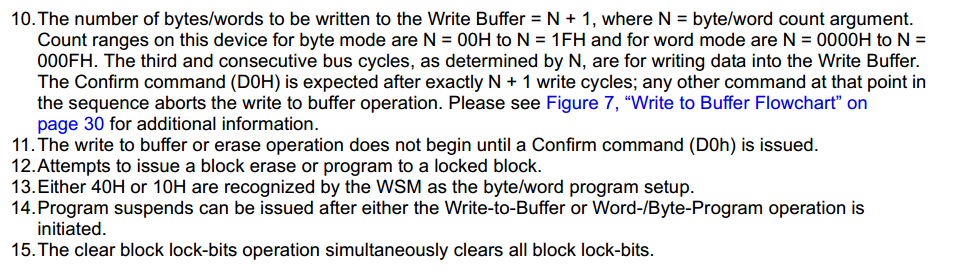 10.The number of bytes/words to be written to the Write Buffer = N + 1, where N = byte/word count argument.
Count ranges on this device for byte mode are N = 00H to N = 1FH and for word mode are N = 0000H to N =
000FH. The third and consecutive bus cycles, as determined by N, are for writing data into the Write Buffer.
The Confirm command (D0H) is expected after exactly N + 1 write cycles; any other command at that point in
the sequence aborts the write to buffer operation. Please see Figure 7, “Write to Buffer Flowchart” on
page 30 for additional information.
11.The write to buffer or erase operation does not begin until a Confirm command (D0h) is issued.
12.Attempts to issue a block erase or program to a locked block.
13.Either 40H or 10H are recognized by the WSM as the byte/word program setup.
14.Program suspends can be issued after either the Write-to-Buffer or Word-/Byte-Program operation is
initiated.
15.The clear block lock-bits operation simultaneously clears all block lock-bits.